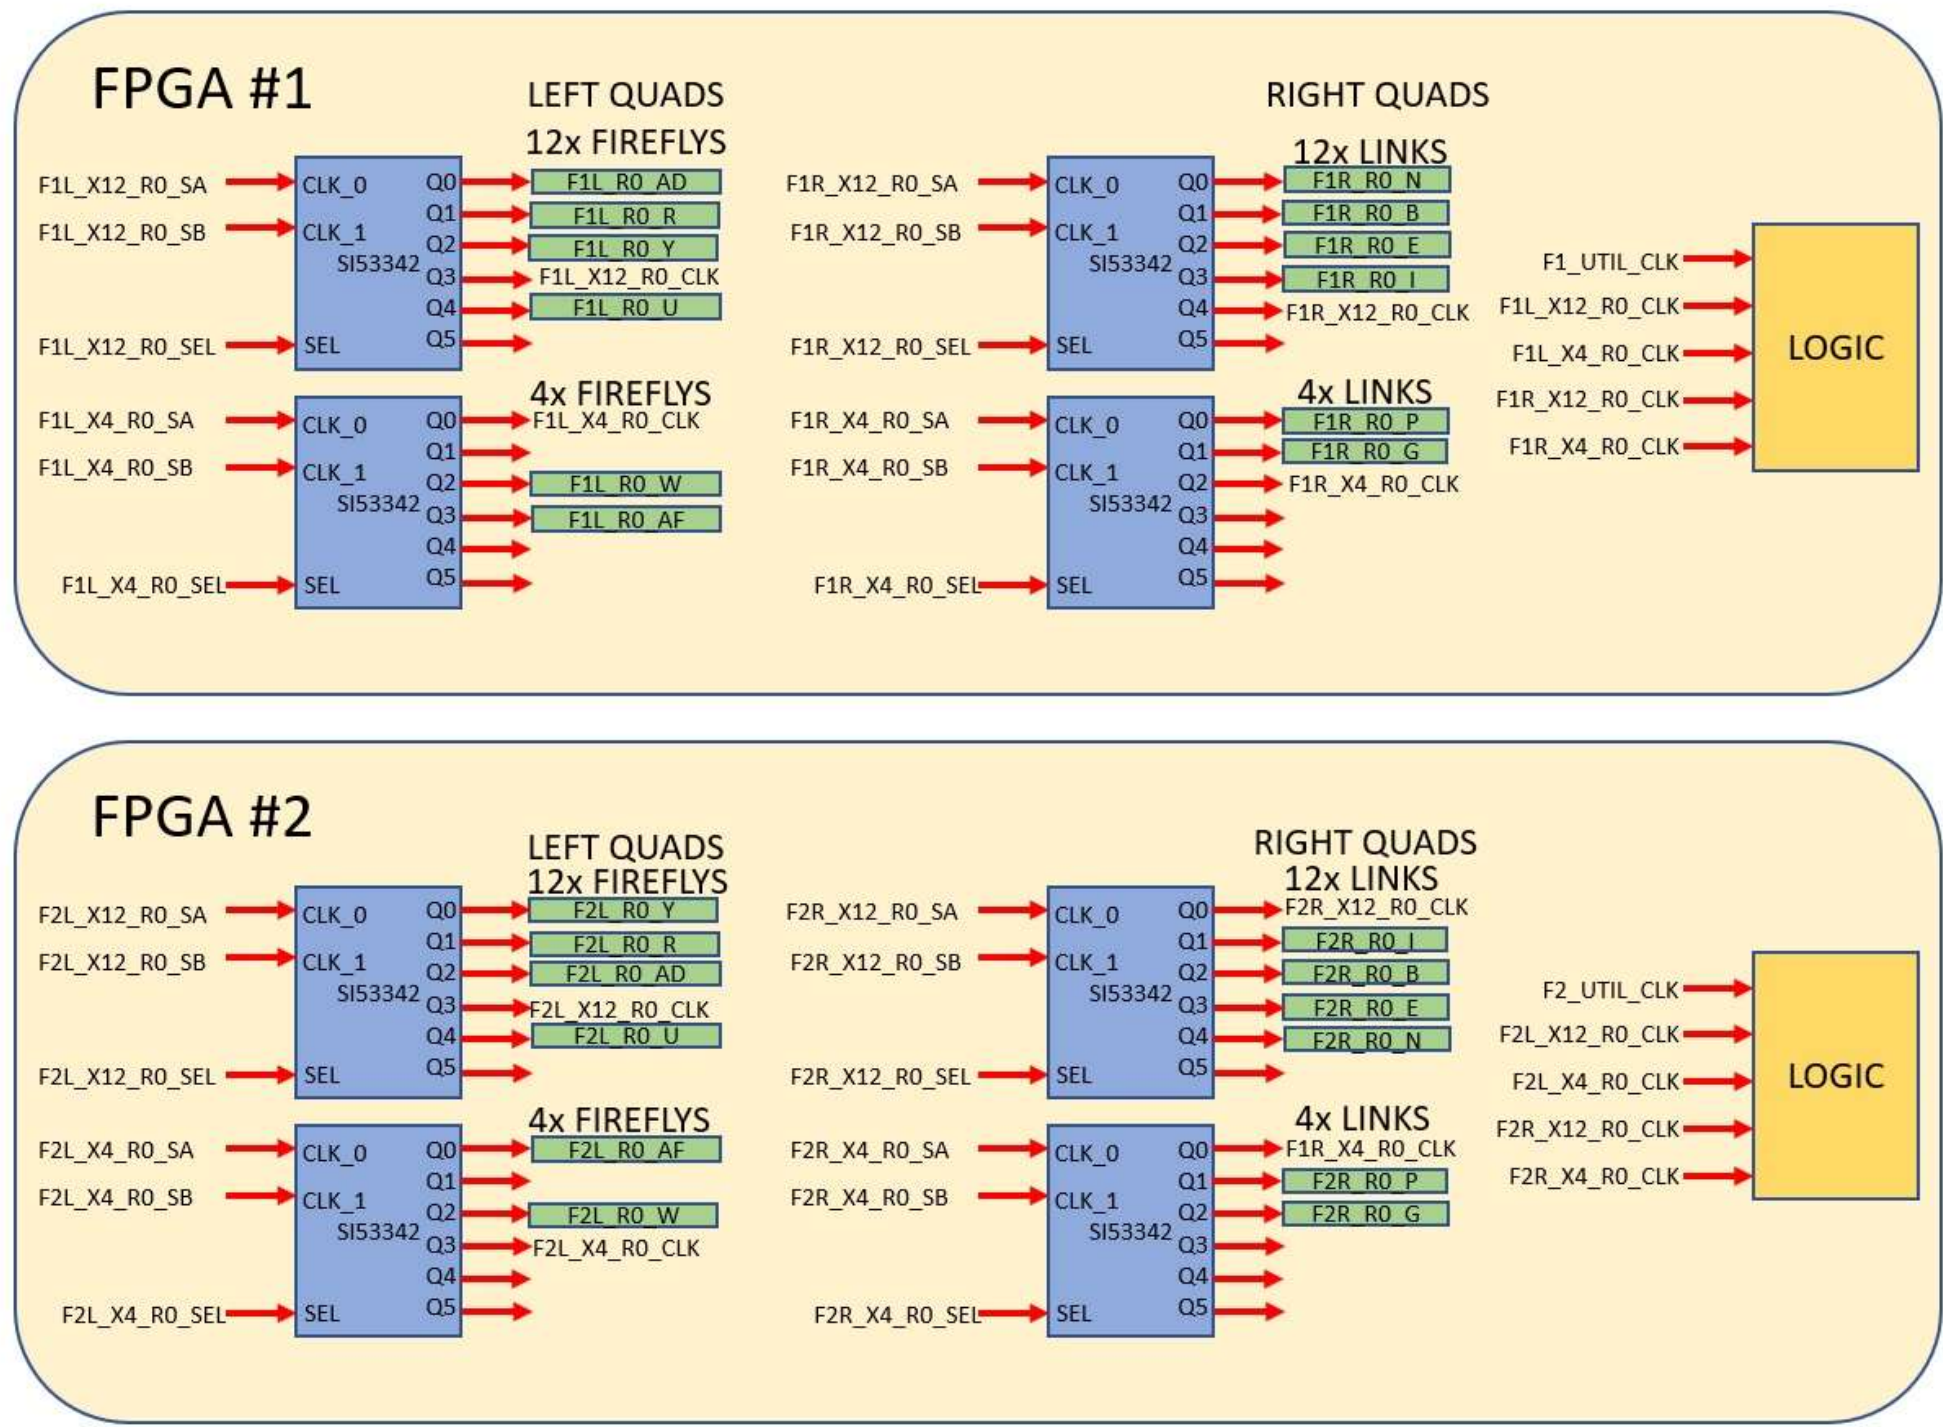 FPGA #1
LEFT QUADS
12x FIREFLYS
F1L_X12_R0_SA
F1L_X12_R0_SB
F1L_X12_R0_SEL
CLK_0
CLK_1
SI53342
SEL
Q0
Q1
Q2
Q3
Q4
Q5
F1L_R0_AD
F1L_R0_R
F1L_R0_Y
F1L_X12_R0_CLK
F1L_R0_U
4x FIREFLYS
F1L_X4_R0_SA
F1L_X4_R0_SB
F1L_X4_R0_SEL
CLK_0
CLK_1
SI53342
SEL
Q0
Q1
Q2
Q3
Q4
Q5
F1L_X4_R0_CLK
F1L_R0_W
F1L_R0_AF
RIGHT QUADS
12x LINKS
F1R_X12_R0_SA
F1R_X12_R0_SB
F1R_X12_R0_SEL
CLK_0
CLK_1
SI53342
SEL
Q0
Q1
Q2
Q3
Q4
Q5
F1R_R0_N
F1R_R0_B
F1R_R0_E
F1R_R0_I
F1R_X12_R0_CLK
4x LINKS
F1R_X4_R0_SA
F1R_X4_R0_SB
F1R_X4_R0_SEL
CLK_0
CLK_1
SI53342
SEL
Q0
Q1
Q2
Q3
Q4
Q5
F1R_R0_P
F1R_R0_G
F1R_X4_R0_CLK
F1_UTIL_CLK
F1L_X12_R0_CLK
F1L_X4_R0_CLK
F1R_X12_R0_CLK
F1R_X4_R0_CLK
LOGIC
FPGA #2
LEFT QUADS
12x FIREFLYS
F2L_X12_R0_SA
F2L_X12_R0_SB
F2L_X12_R0_SEL
CLK_0
CLK_1
SI53342
SEL
Q0
Q1
Q2
Q3
Q4
Q5
F2L_R0_Y
F2L_R0_R
F2L_R0_AD
F2L_X12_R0_CLK
F2L_R0_U
4x FIREFLYS
F2L_X4_R0_SA
F2L_X4_R0_SB
F2L_X4_R0_SEL
CLK_0
CLK_1
SI53342
SEL
Q0
Q1
Q2
Q3
Q4
Q5
F2L_R0_AF
F2L_R0_W
F2L_X4_R0_CLK
RIGHT QUADS
12x LINKS
F2R_X12_R0_SA
F2R_X12_R0_SB
F2R_X12_R0_SEL
CLK_0
CLK_1
SI53342
SEL
Q0
Q1
Q2
Q3
Q4
Q5
F2R_X12_R0_CLK
F2R_R0_I
F2R_R0_B
F2R_R0_E
F2R_R0_N
4x LINKS
F2R_X4_R0_SA
F2R_X4_R0_SB
F2R_X4_R0_SEL
CLK_0
CLK_1
SI53342
SEL
Q0
Q1
Q2
Q3
Q4
Q5
F1R_X4_R0_CLK
F2R_R0_P
F2R_R0_G
F2_UTIL_CLK
F2L_X12_R0_CLK
F2L_X4_R0_CLK
F2R_X12_R0_CLK
F2R_X4_R0_CLK
LOGIC